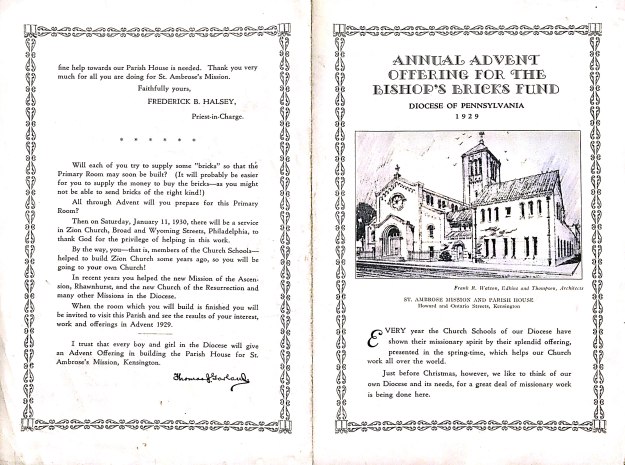 fine help towards our Parish House is needed. Thank you very
much for all you are doing for St. Ambrose's Mission.
Faithfully yours,
FREDERICK B. HALSEY,
Priest-in-Charge.
* * * * * *
Will each of you try to supply some "bricks" so that the
Primary Room may soon be built? (It will probably be easier
for you to supply the money to buy the bricks—as you might
not be able to send bricks of the right kind!)
All through Advent will you prepare for this Primary
Room?
Then on Saturday, January 11, 1930, there will be a service
in Zion Church, Broad and Wyoming Streets, Philadelphia, to
thank God for the privilege of helping in this work.
By the way, you—that is, members of the Church Schools—
helped to build Zion Church some years ago, so you will be
going to your own Church!
In recent years you helped the new Mission of the Ascen-
sion, Rhawnhurst, and the new Church of the Resurrection and
many other Missions in the Diocese.
When the room which you will build is finished you will
be invited to visit this Parish and see the results of your interest,
work and offerings in Advent 1929.
I trust that every boy and girl in the Diocese will give
an Advent Offering in building the Parish House for St.
Ambrose's Mission, Kensington.
Thomas J. Garland
ANNUAL ADVENT
OFFERING FOR THE
BISHOP'S BRICKS FUND
DIOCESE OF PENNSYLVANIA
1929
Frank R. Watson, Edkins and Thompson, Architects
ST. AMBROSE MISSION AND PARISH HOUSE
Howard and Ontario Streets, Kensington
EVERY year the Church Schools of our Diocese have
shown their missionary spirit by their splendid offering,
presented in the spring-time, which helps our Church
work all over the world.
Just before Christmas, however, we like to think of our
own Diocese and its needs, for a great deal of missionary work
is being done here.